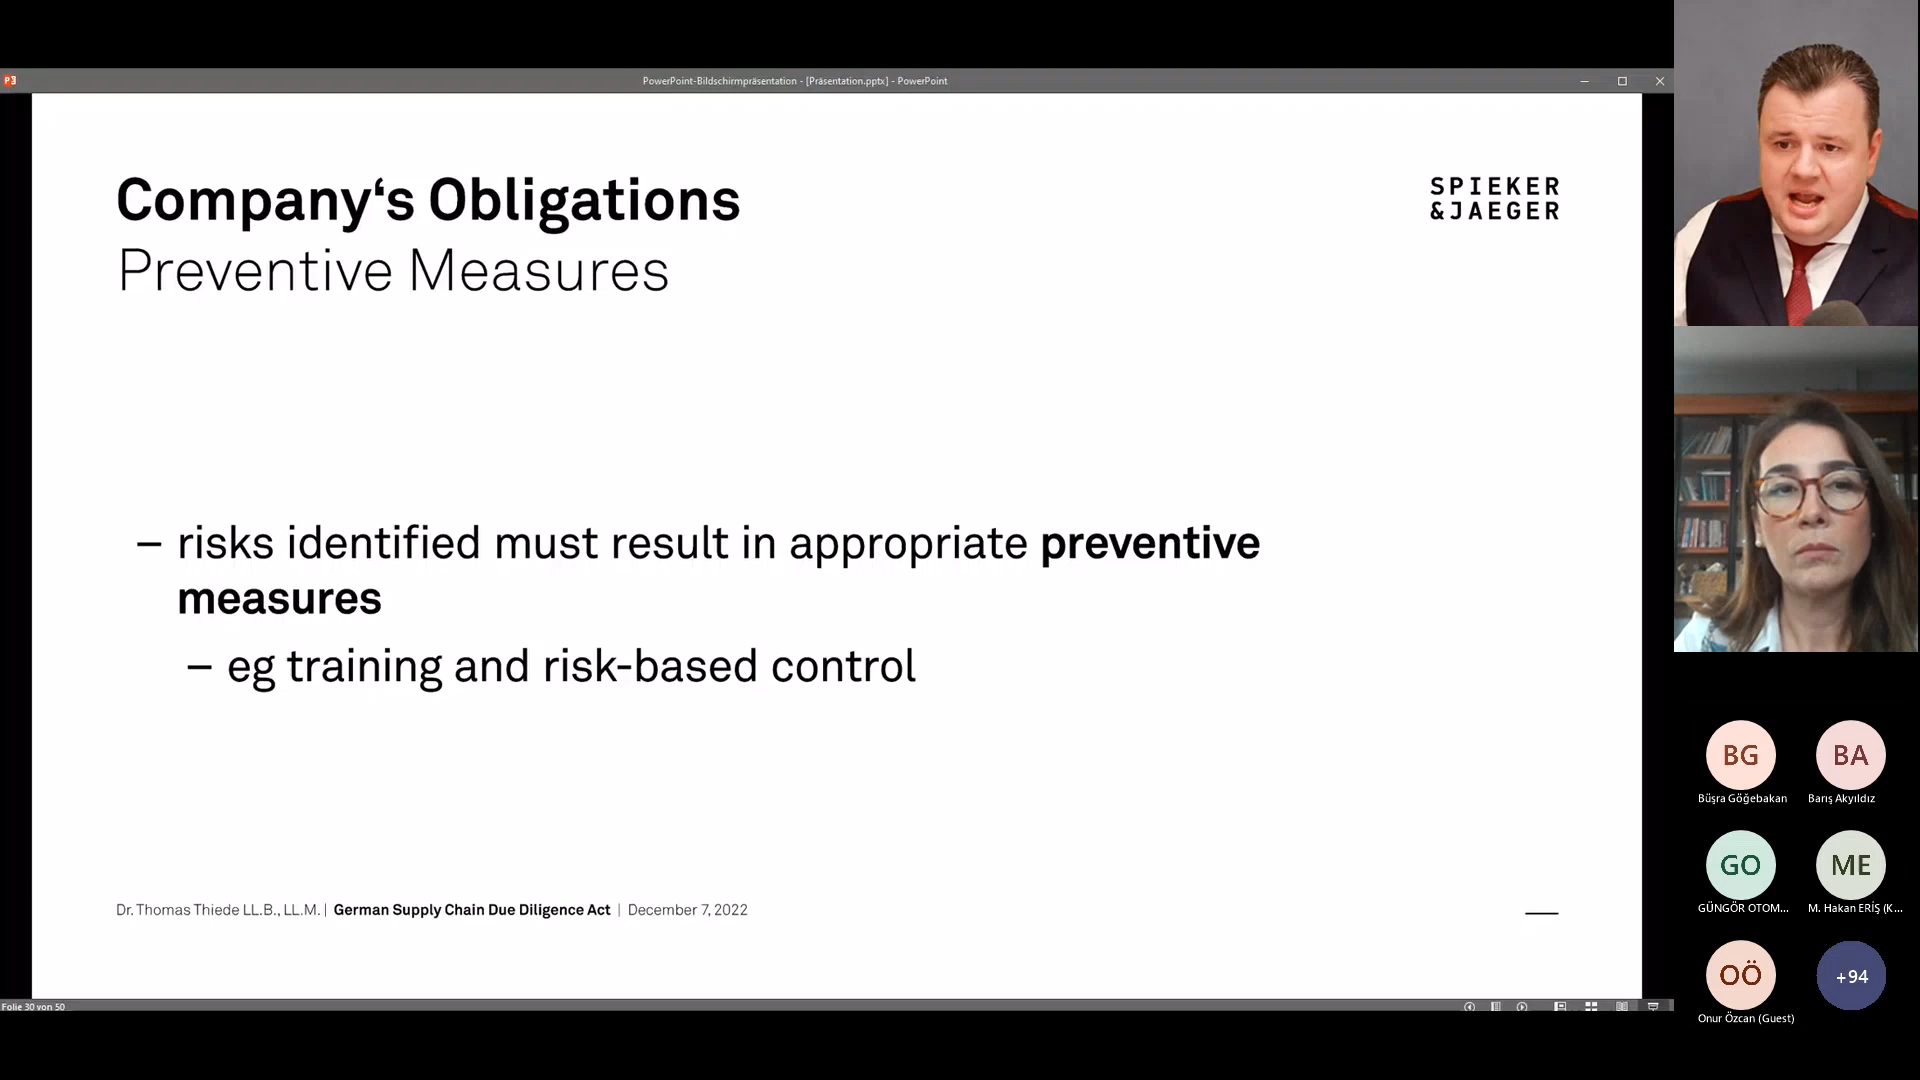 PowerPoint-Bildschirmpräsentation - [Präsentation.pptx] - PowerPoint
Company‘s Obligations
Preventive Measures
SPIEKER
&JAEGER
– risks identified must result in appropriate preventive
measures
– eg training and risk-based control
Dr. Thomas Thiede LL.B., LL.M. | German Supply Chain Due Diligence Act | December 7, 2022
Folie 30 von 50
BG
Büşra Göğebakan
BA
Barış Akyıldız
GO
GÜNGÖR OTOM...
ME
M. Hakan ERİŞ (K...
OÖ
Onur Özcan (Guest)
+94